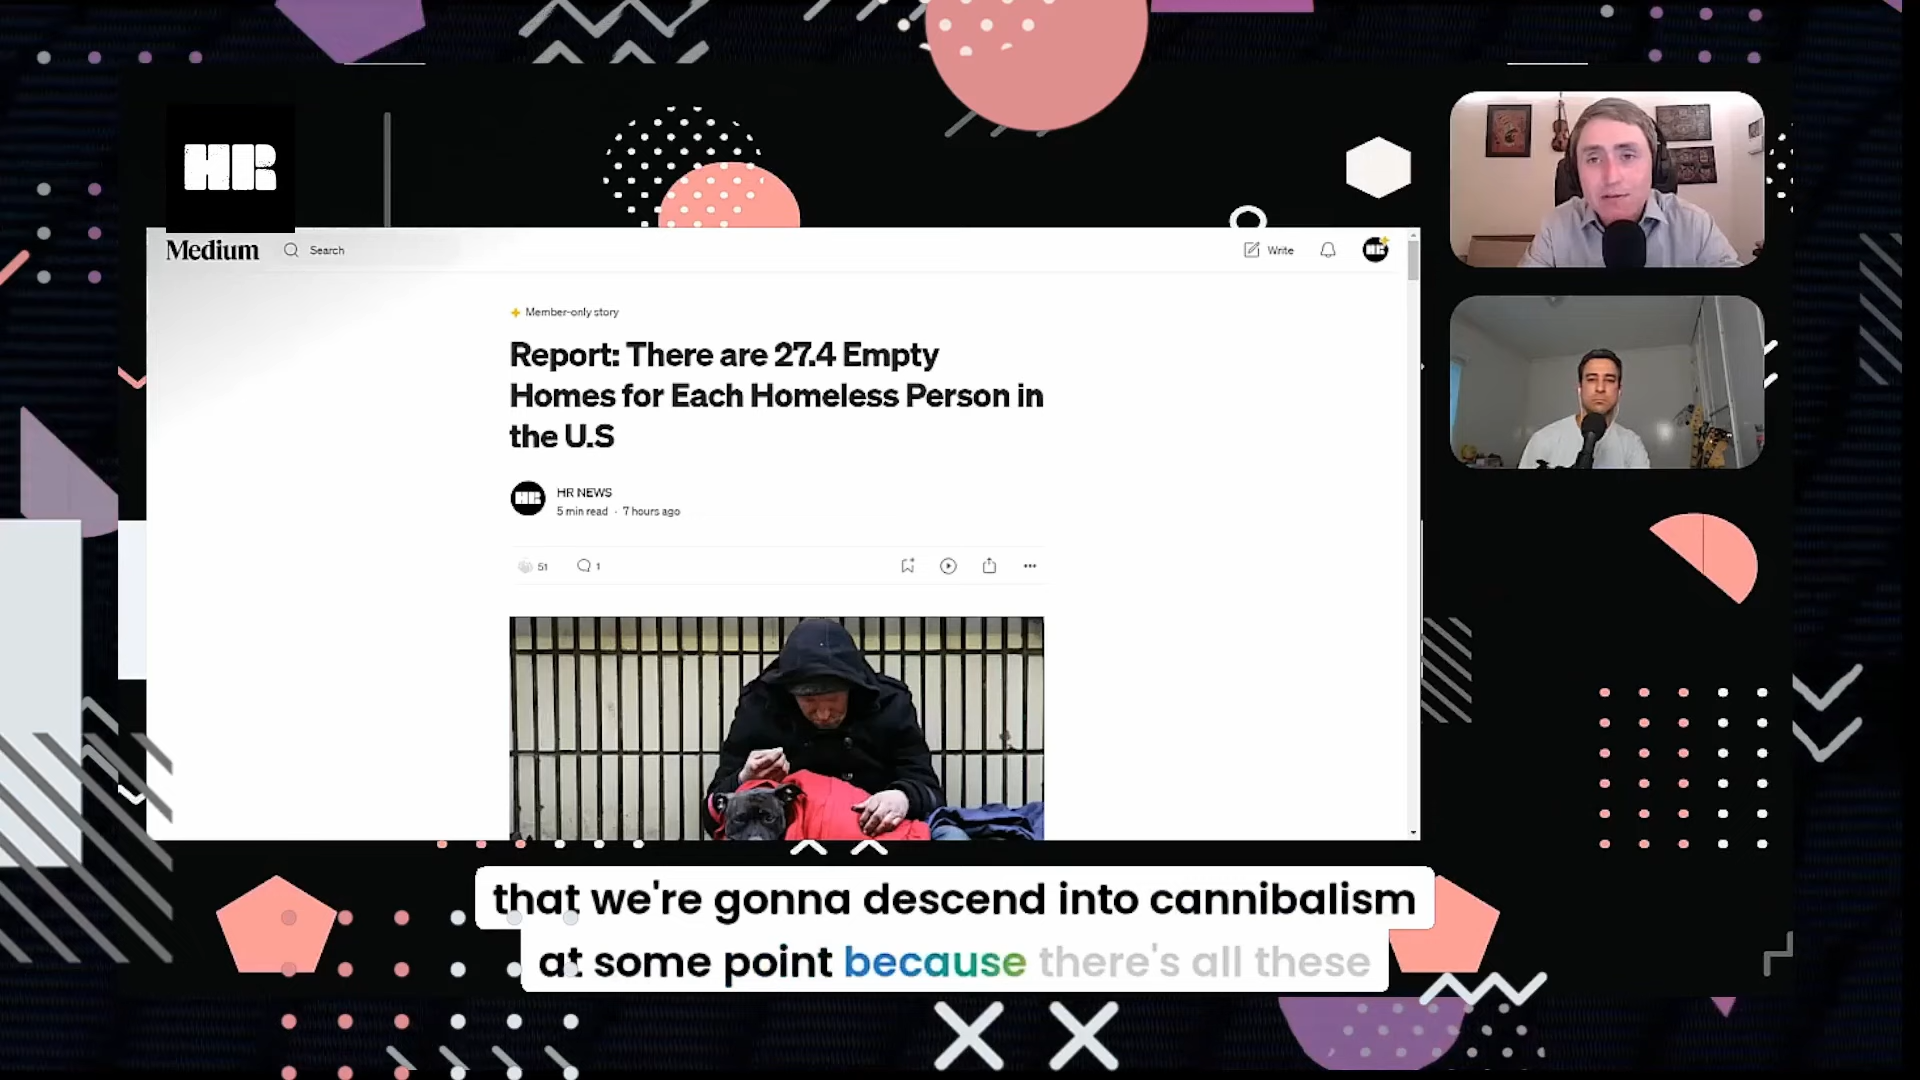 HR
Medium
Search
Write
HR
Member-only story
Report: There are 27.4 Empty
Homes for Each Homeless Person in
the U.S
HR
HR NEWS
5 min read · 7 hours ago
51
1
that we're gonna descend into cannibalism
at some point because there's all these